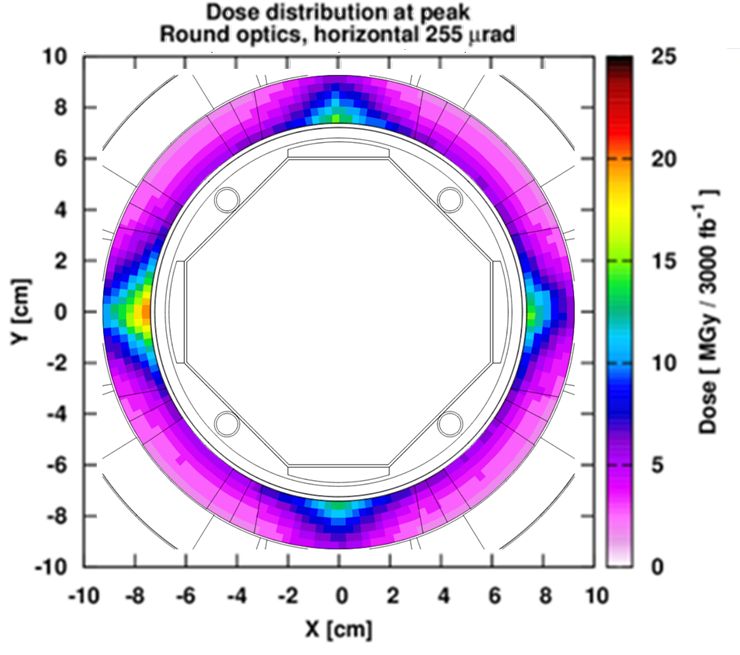 Dose distribution at peak
Round optics, horizontal 255 μrad
10
8
6
4
2
0
-2
-4
-6
-8
-10
Y [cm]
-10 -8 -6 -4 -2 0 2 4 6 8 10
X [cm]
25
20
15
10
5
0
Dose [ MGy / 3000 fb⁻¹ ]